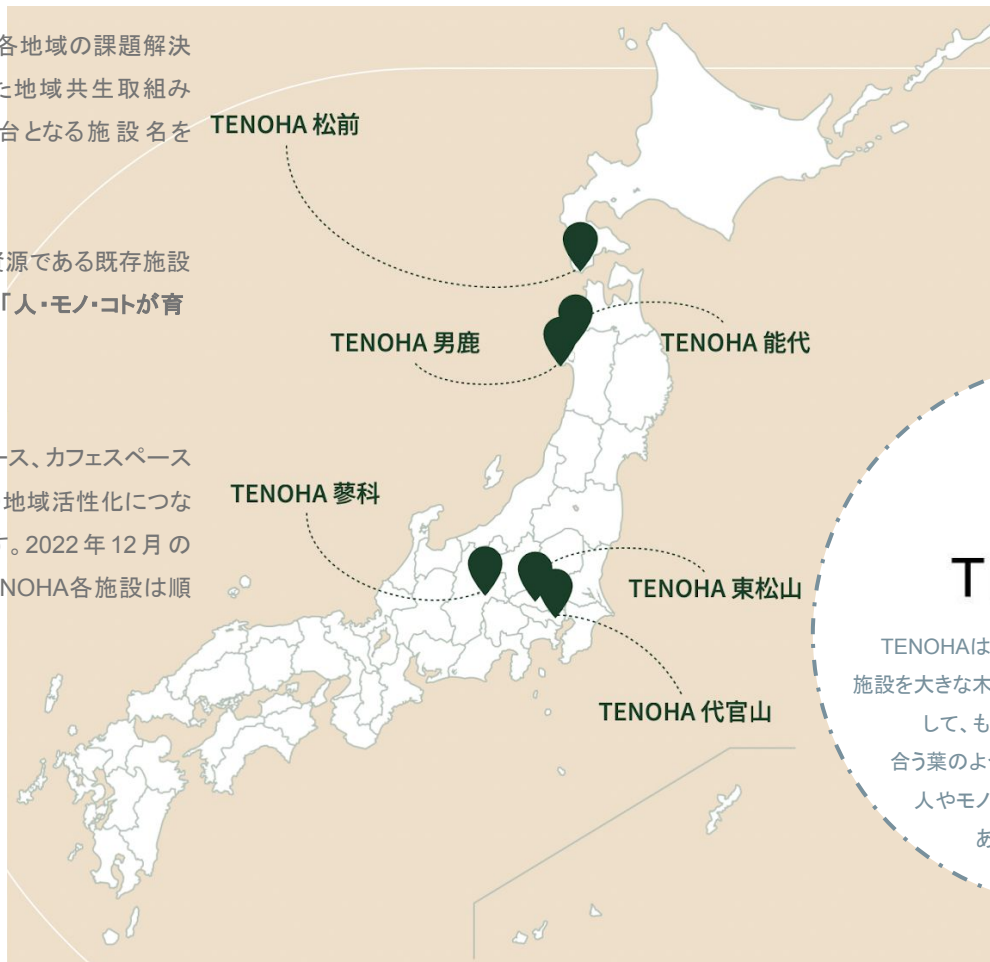 各地域の課題解決
た地域共生取組み
台となる施設名を
TENOHA 松前
資源である既存施設
「人・モノ・コトが育
TENOHA 男鹿
TENOHA 能代
ース、カフェスペース
地域活性化につな
す。2022年12月の
NOHA各施設は順
TENOHA 蓼科
TENOHA 東松山
TENOHA 代官山
T
TENOHAは
施設を大きな木
して、も
合う葉のよ
人やモノ
あ